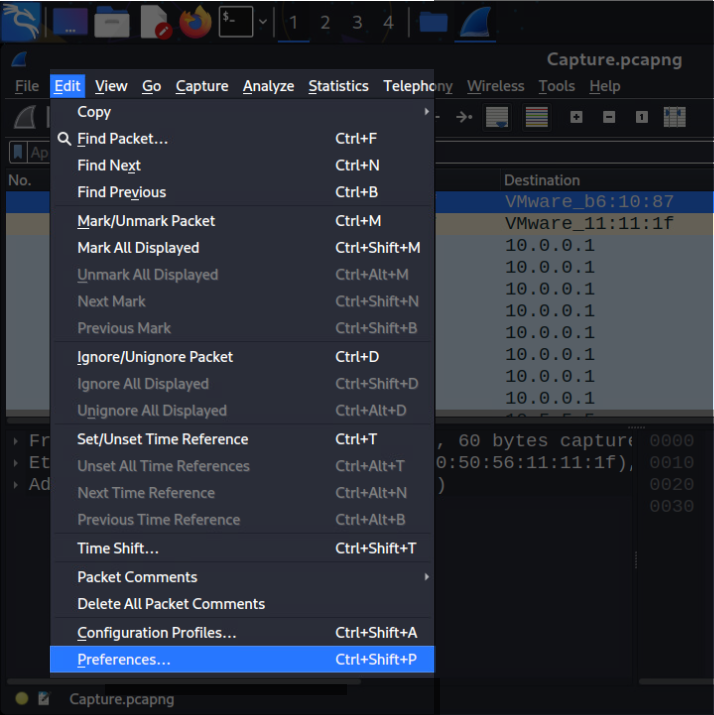 $-
1 2 3 4
Capture.pcapng
File Edit View Go Capture Analyze Statistics Telephony Wireless Tools Help
1
Ap
No. Destination
VMware_b6:10:87
VMware_11:11:1f
10.0.0.1
10.0.0.1
10.0.0.1
10.0.0.1
10.0.0.1
10.0.0.1
10.0.0.1
10.0.0.1
Copy
Find Packet... Ctrl+F
Find Next Ctrl+N
Find Previous Ctrl+B
Mark/Unmark Packet Ctrl+M
Mark All Displayed Ctrl+Shift+M
Unmark All Displayed Ctrl+Alt+M
Next Mark Ctrl+Shift+N
Previous Mark Ctrl+Shift+B
Ignore/Unignore Packet Ctrl+D
Ignore All Displayed Ctrl+Shift+D
Unignore All Displayed Ctrl+Alt+D
Set/Unset Time Reference Ctrl+T
Unset All Time References Ctrl+Alt+T
Next Time Reference Ctrl+Alt+N
Previous Time Reference Ctrl+Alt+B
Time Shift... Ctrl+Shift+T
Packet Comments
Delete All Packet Comments
Configuration Profiles... Ctrl+Shift+A
Preferences... Ctrl+Shift+P
Fr , 60 bytes capture 0000
Et 0:50:56:11:11:1f), 0010
Ad ) 0020
0030
Capture.pcapng